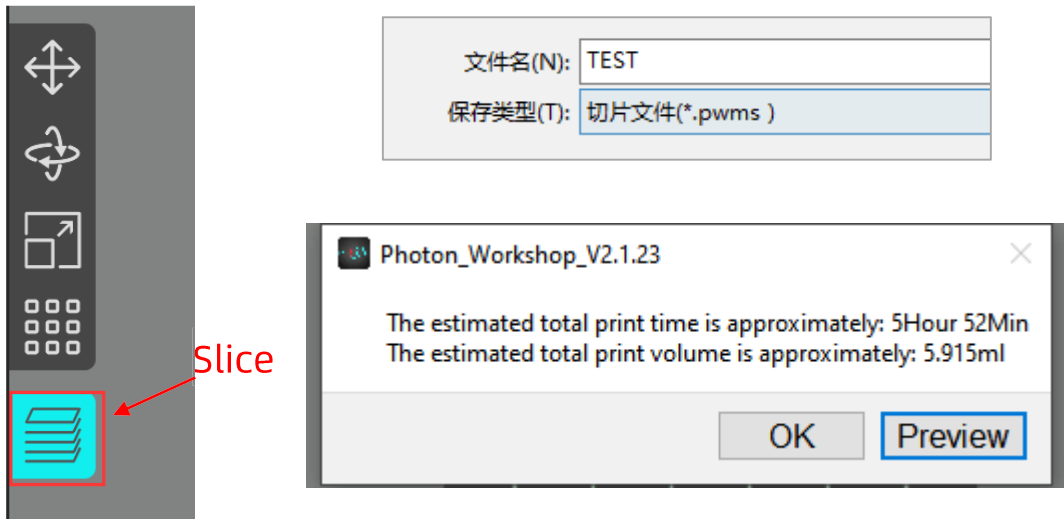 文件名(N): TEST
保存类型(T): 切片文件(*.pwms )
Slice
Photon_Workshop_V2.1.23
The estimated total print time is approximately: 5Hour 52Min
The estimated total print volume is approximately: 5.915ml
OK Preview